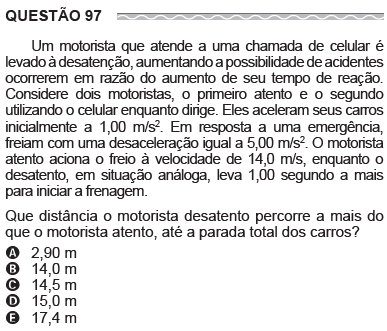 QUESTÃO 97
Um motorista que atende a uma chamada de celular é
levado à desatenção, aumentando a possibilidade de acidentes
ocorrerem em razão do aumento de seu tempo de reação.
Considere dois motoristas, o primeiro atento e o segundo
utilizando o celular enquanto dirige. Eles aceleram seus carros
inicialmente a 1,00 m/s². Em resposta a uma emergência,
freiam com uma desaceleração igual a 5,00 m/s². O motorista
atento aciona o freio à velocidade de 14,0 m/s, enquanto o
desatento, em situação análoga, leva 1,00 segundo a mais
para iniciar a frenagem.
Que distância o motorista desatento percorre a mais do
que o motorista atento, até a parada total dos carros?
A 2,90 m
B 14,0 m
C 14,5 m
D 15,0 m
E 17,4 m